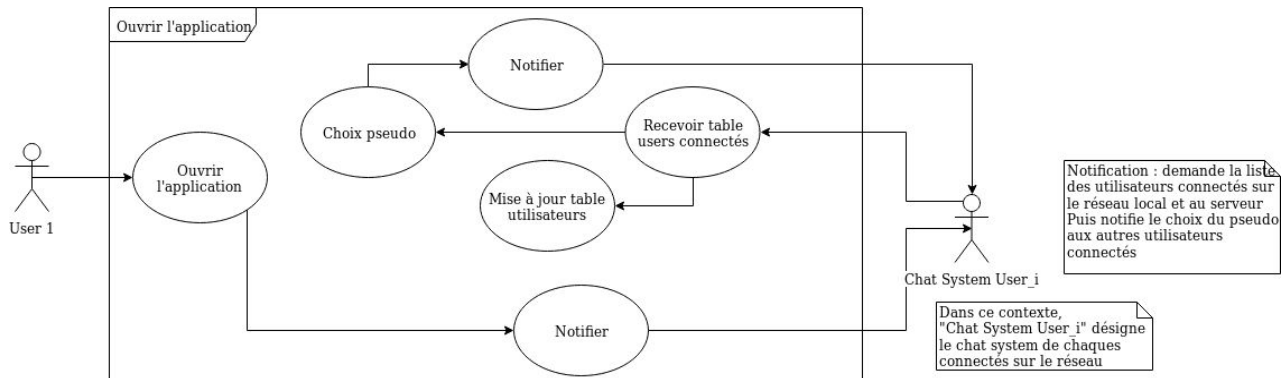 Ouvrir l'application
Notifier
Choix pseudo
Recevoir table
users connectés
Ouvrir
l'application
Mise à jour table
utilisateurs
User 1
Notifier
Chat System User_i
Notification : demande la liste
des utilisateurs connectés sur
le réseau local et au serveur
Puis notifie le choix du pseudo
aux autres utilisateurs
connectés
Dans ce contexte,
"Chat System User_i" désigne
le chat system de chaques
connectés sur le réseau